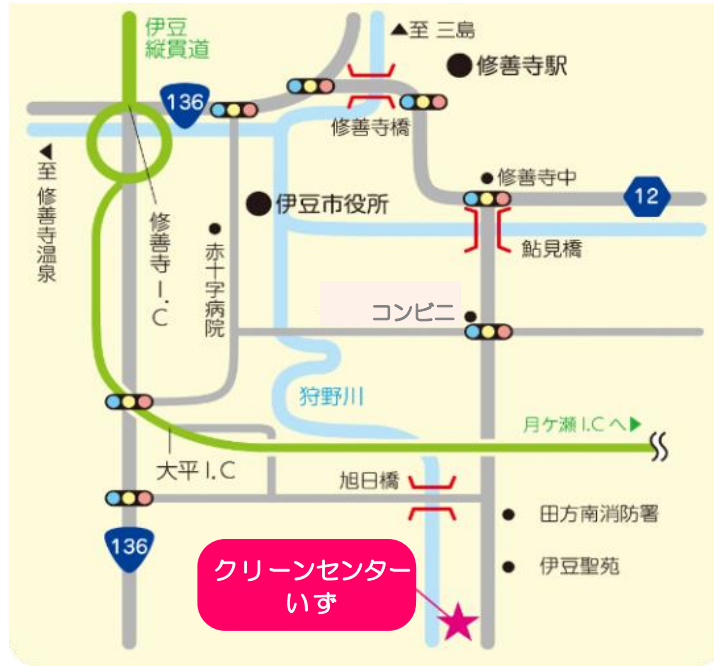 伊豆
縦貫道
▲至 三島
修善寺駅
136
修善寺橋
修善寺中
12
◀至 修善寺温泉
修善寺I.C
赤十字病院
伊豆市役所
鮎見橋
コンビニ
狩野川
月ケ瀬I.Cへ▶
大平I.C
旭日橋
田方南消防署
136
伊豆聖苑
クリーンセンター
いず